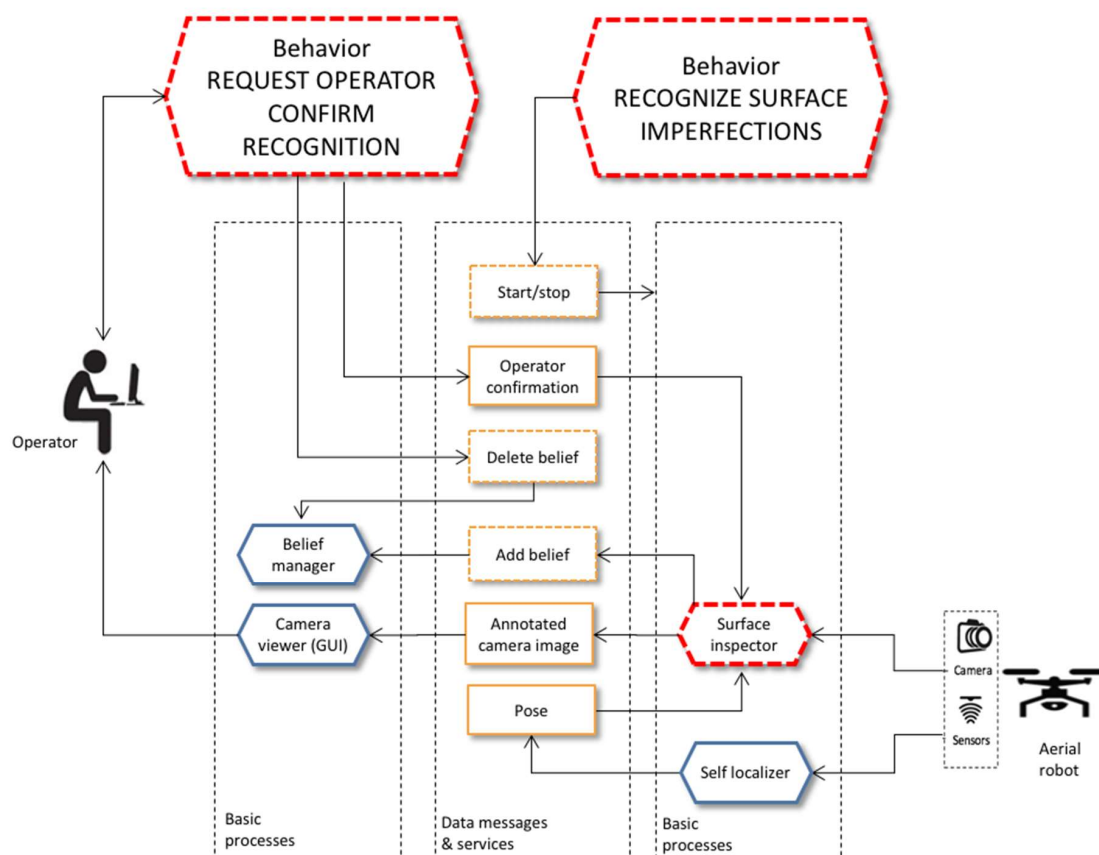 Behavior
REQUEST OPERATOR
CONFIRM
RECOGNITION
Behavior
RECOGNIZE SURFACE
IMPERFECTIONS
Start/stop
Operator
confirmation
Operator
Delete belief
Belief
manager
Add belief
Camera
viewer (GUI)
Annotated
camera image
Surface
inspector
Camera
Pose
Sensors
Self localizer
Aerial
robot
Basic
processes
Data messages
& services
Basic
processes